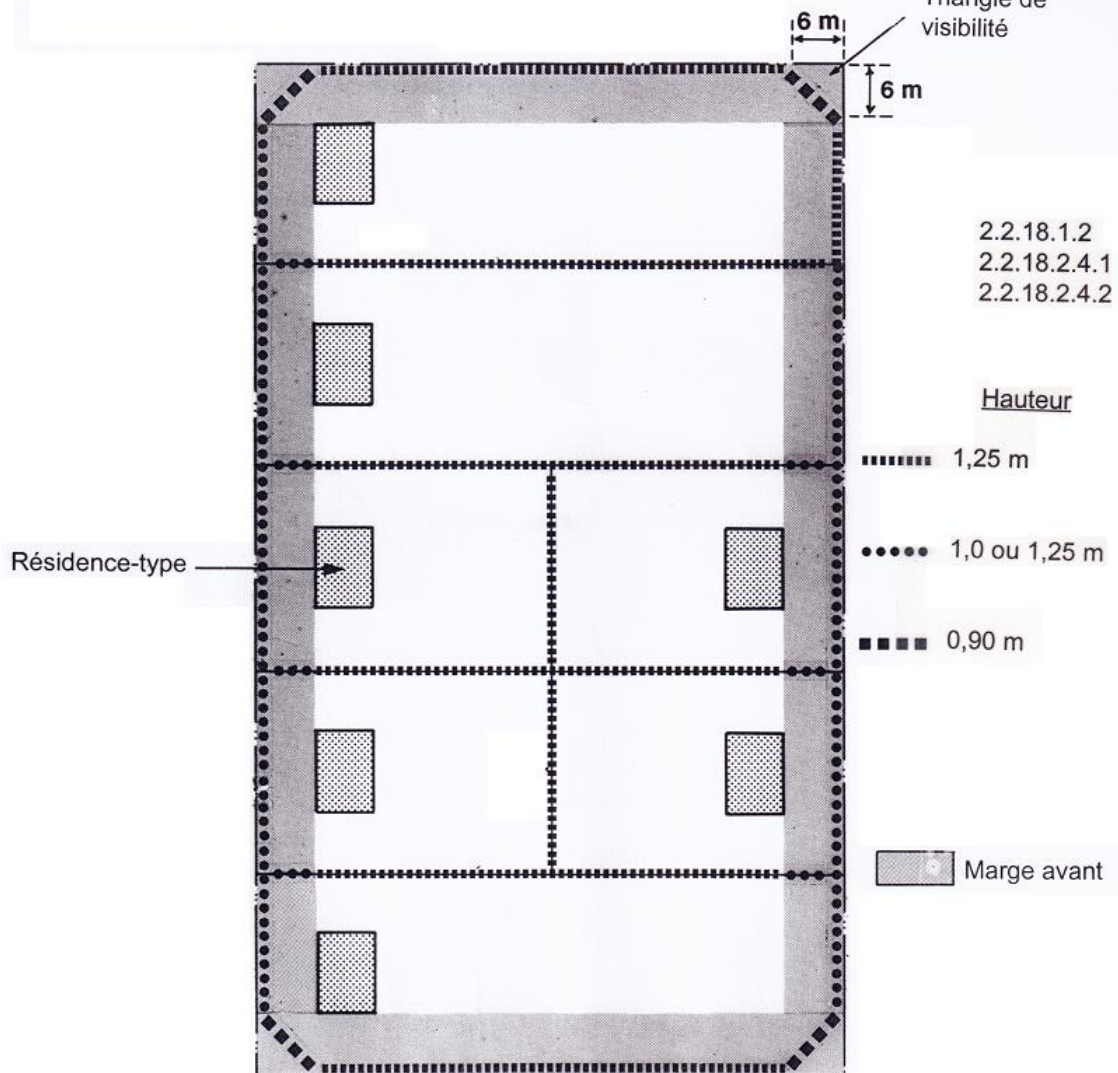 Triangle de
visibilité
6 m
6 m
2.2.18.1.2
2.2.18.2.4.1
2.2.18.2.4.2
Hauteur
1,25 m
1,0 ou 1,25 m
Résidence-type
0,90 m
Marge avant